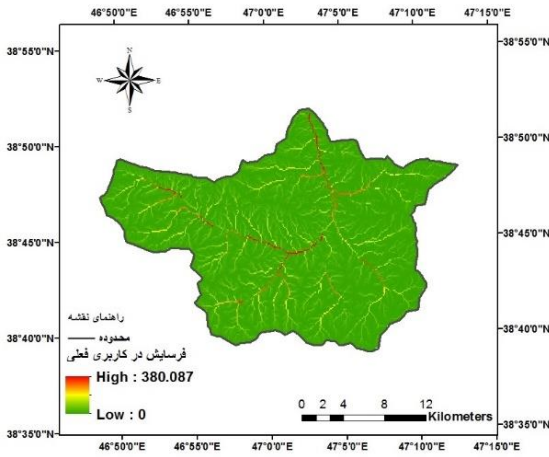 46°50'0"E 46°55'0"E 47°0'0"E 47°5'0"E 47°10'0"E 47°15'0"E
38°55'0"N 38°55'0"N
N
W E
S
38°50'0"N 38°50'0"N
38°45'0"N 38°45'0"N
راهنمای نقشه
محدوده
38°40'0"N 38°40'0"N
فرسایش در کاربری فعلی
High : 380.087
Low : 0
0 2 4 8 12
Kilometers
38°35'0"N 38°35'0"N
46°50'0"E 46°55'0"E 47°0'0"E 47°5'0"E 47°10'0"E 47°15'0"E